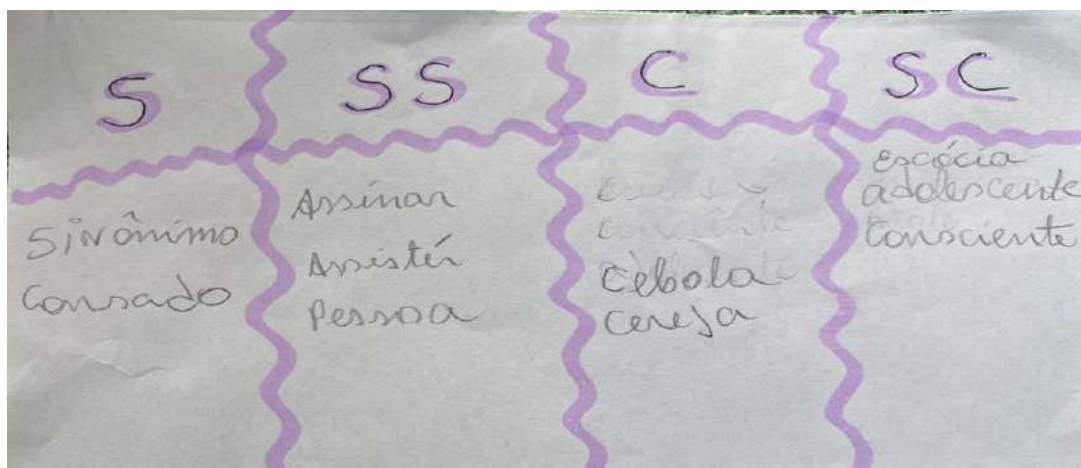 S
SS
C
SC
Sinônimo
Cansado
Assinar
Assistir
Pessoa
Cebola
Cereja
Escócia
adolescente
Consciente